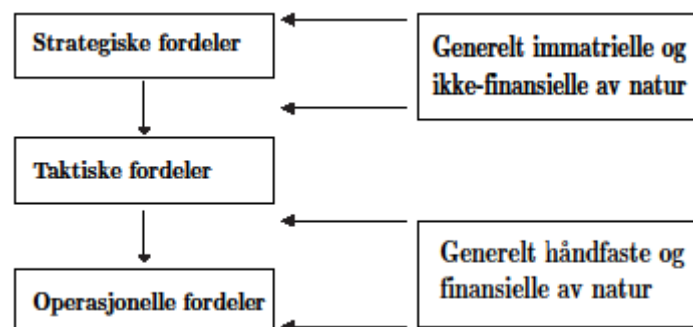 Strategiske fordeler
Generelt immatrielle og
ikke-finansielle av natur
Taktiske fordeler
Generelt håndfaste og
finansielle av natur
Operasjonelle fordeler